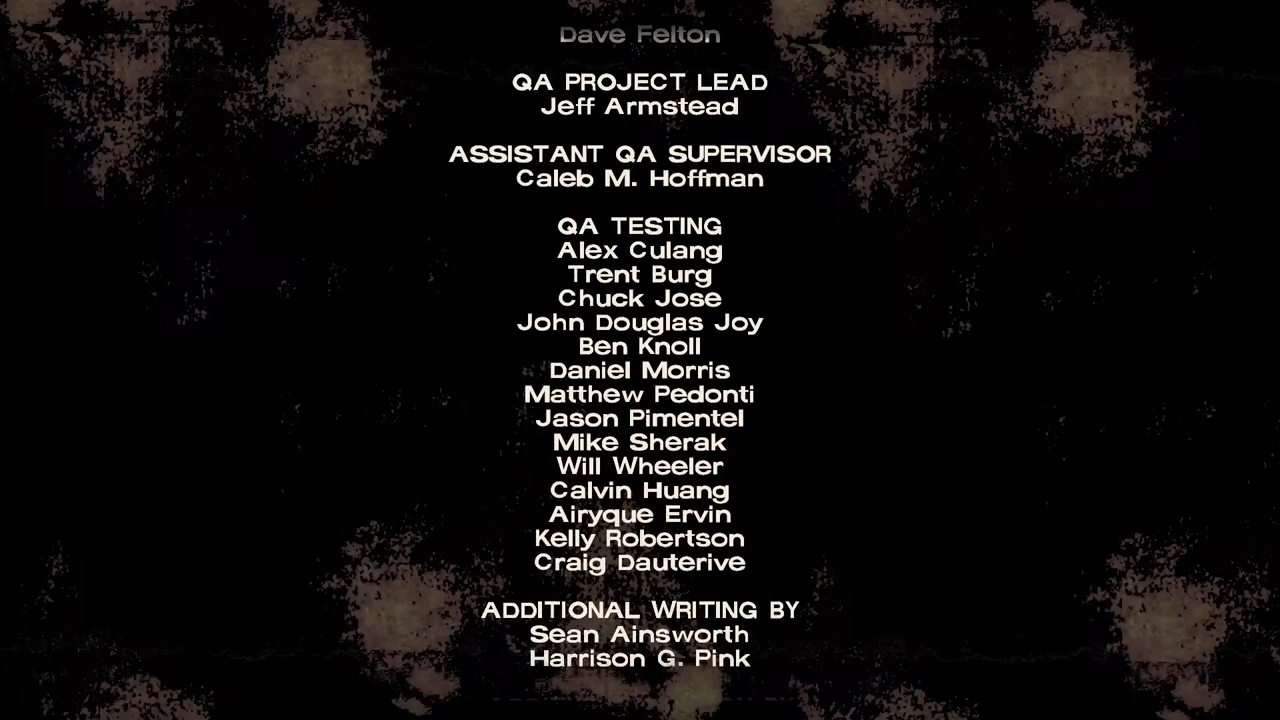 Dave Felton
QA PROJECT LEAD
Jeff Armstead
ASSISTANT QA SUPERVISOR
Caleb M. Hoffman
QA TESTING
Alex Culang
Trent Burg
Chuck Jose
John Douglas Joy
Ben Knoll
Daniel Morris
Matthew Pedonti
Jason Pimentel
Mike Sherak
Will Wheeler
Calvin Huang
Airyque Ervin
Kelly Robertson
Craig Dauterive
ADDITIONAL WRITING BY
Sean Ainsworth
Harrison G. Pink